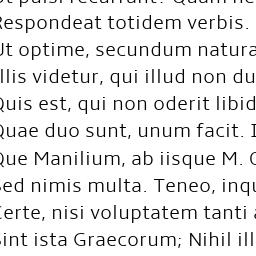 Respondeat totidem verbis.
Ut optime, secundum natura
illis videtur, qui illud non du
Quis est, qui non oderit libid
Quae duo sunt, unum facit. I
Que Manilium, ab iisque M.
Sed nimis multa. Teneo, inqu
Certe, nisi voluptatem tanti a
Sint ista Graecorum; Nihil ill